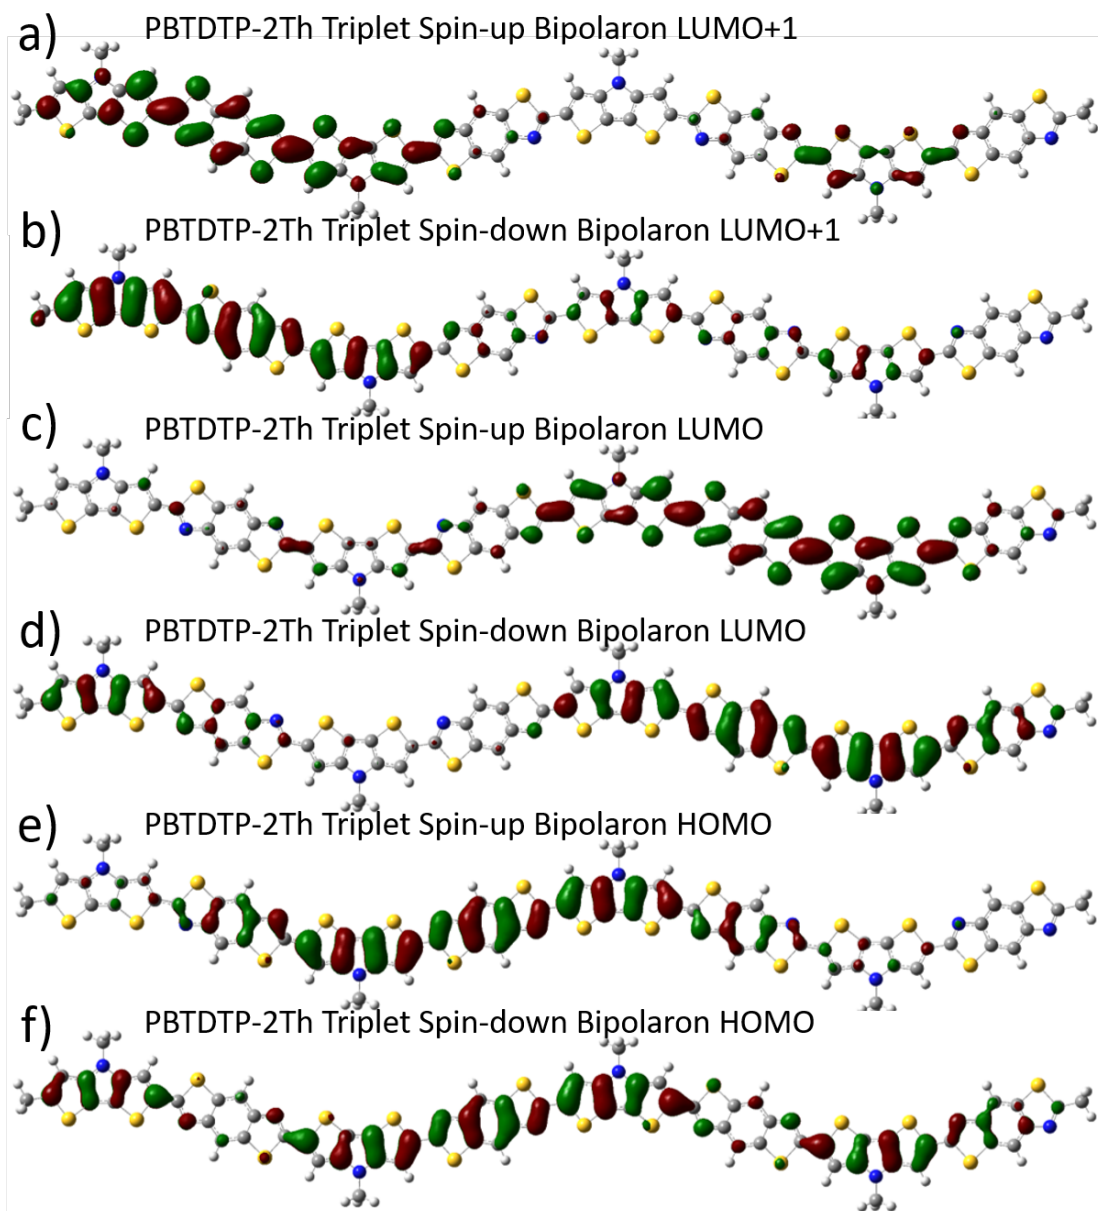 a) PBTDTP-2Th Triplet Spin-up Bipolaron LUMO+1
b) PBTDTP-2Th Triplet Spin-down Bipolaron LUMO+1
c) PBTDTP-2Th Triplet Spin-up Bipolaron LUMO
d) PBTDTP-2Th Triplet Spin-down Bipolaron LUMO
e) PBTDTP-2Th Triplet Spin-up Bipolaron HOMO
f) PBTDTP-2Th Triplet Spin-down Bipolaron HOMO